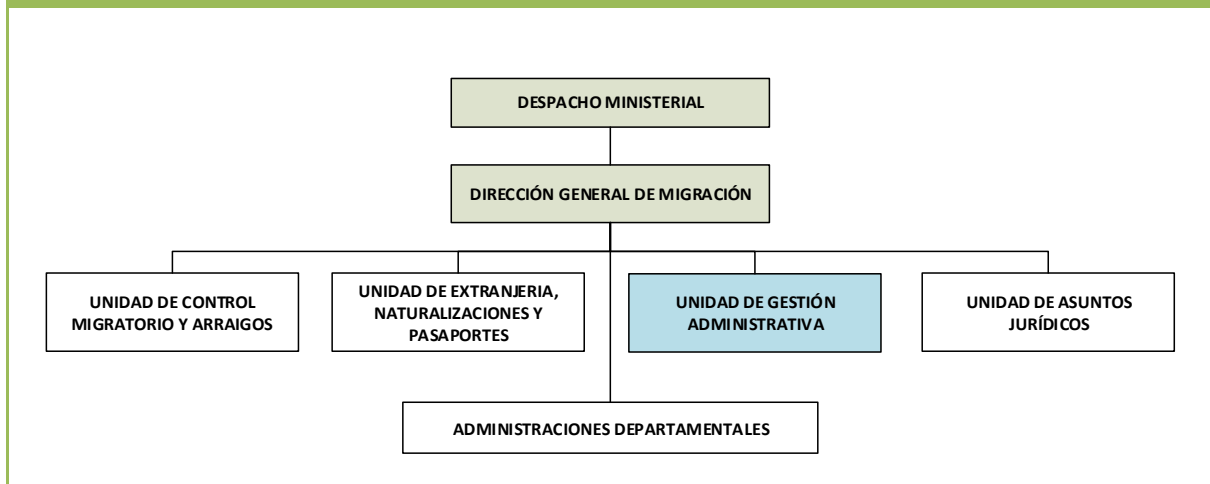 DESPACHO MINISTERIAL
DIRECCIÓN GENERAL DE MIGRACIÓN
UNIDAD DE CONTROL
MIGRATORIO Y ARRAIGOS
UNIDAD DE EXTRANJERIA,
NATURALIZACIONES Y
PASAPORTES
UNIDAD DE GESTIÓN
ADMINISTRATIVA
UNIDAD DE ASUNTOS
JURÍDICOS
ADMINISTRACIONES DEPARTAMENTALES